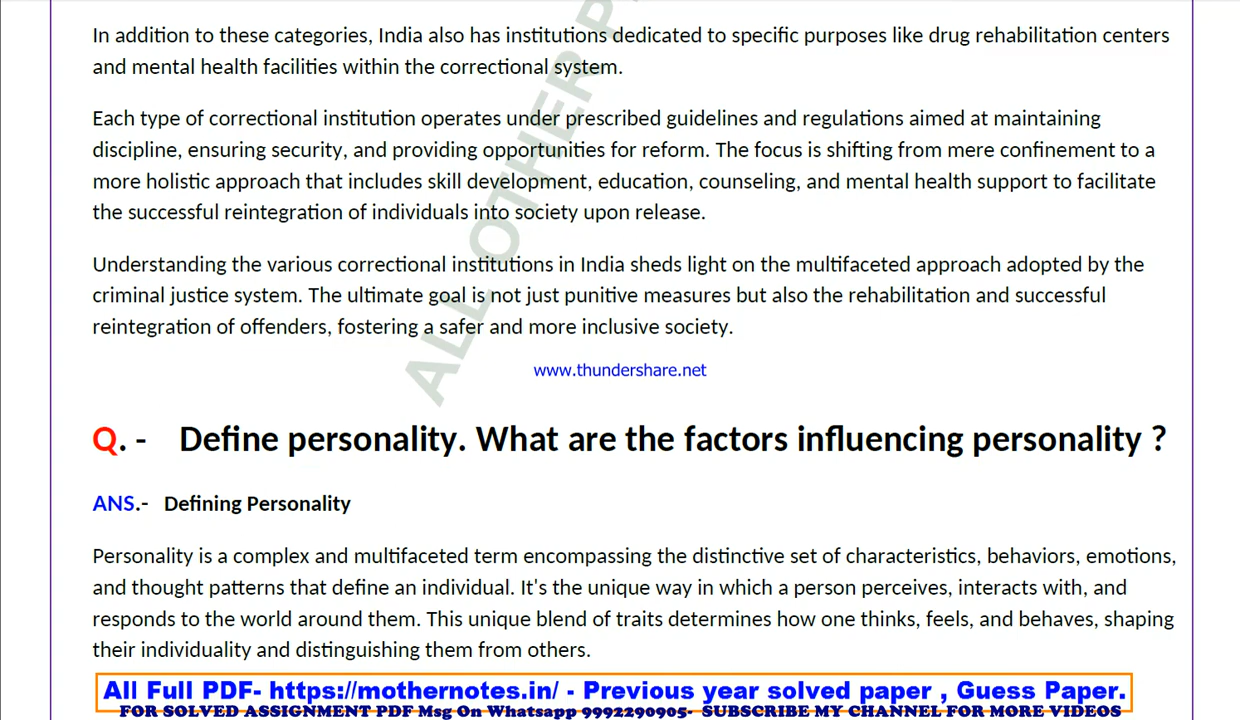 In addition to these categories, India also has institutions dedicated to specific purposes like drug rehabilitation centers
and mental health facilities within the correctional system.
Each type of correctional institution operates under prescribed guidelines and regulations aimed at maintaining
discipline, ensuring security, and providing opportunities for reform. The focus is shifting from mere confinement to a
more holistic approach that includes skill development, education, counseling, and mental health support to facilitate
the successful reintegration of individuals into society upon release.
Understanding the various correctional institutions in India sheds light on the multifaceted approach adopted by the
criminal justice system. The ultimate goal is not just punitive measures but also the rehabilitation and successful
reintegration of offenders, fostering a safer and more inclusive society.
www.thundershare.net
Q. - Define personality. What are the factors influencing personality ?
ANS.- Defining Personality
Personality is a complex and multifaceted term encompassing the distinctive set of characteristics, behaviors, emotions,
and thought patterns that define an individual. It's the unique way in which a person perceives, interacts with, and
responds to the world around them. This unique blend of traits determines how one thinks, feels, and behaves, shaping
their individuality and distinguishing them from others.
All Full PDF- https://mothernotes.in/ - Previous year solved paper , Guess Paper.
FOR SOLVED ASSIGNMENT PDF Msg On Whatsapp 9992290905- SUBSCRIBE MY CHANNEL FOR MORE VIDEOS
ALL OTHER